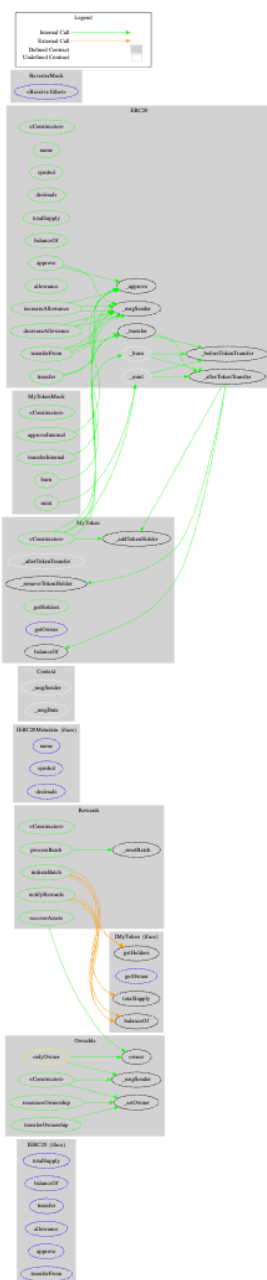 Legend
Internal Call
External Call
Defined Contract
Undefined Contract
ReverterMock
<Receive Ether>
ERC20
<Constructor>
name
symbol
decimals
totalSupply
balanceOf
approve
_approve
allowance
increaseAllowance
_msgSender
decreaseAllowance
_transfer
transferFrom
_burn
_beforeTokenTransfer
transfer
_mint
_afterTokenTransfer
MyTokenMock
<Constructor>
approveInternal
transferInternal
burn
mint
MyToken
<Constructor>
_addTokenHolder
_afterTokenTransfer
_removeTokenHolder
getHolders
getOwner
balanceOf
Context
_msgSender
_msgData
IERC20Metadata (iface)
name
symbol
decimals
Rewards
<Constructor>
processBatch
_sendBatch
initiateBatch
notifyRewards
recoverAssets
IMyToken (iface)
getHolders
getOwner
totalSupply
balanceOf
Ownable
onlyOwner
owner
<Constructor>
_msgSender
renounceOwnership
_setOwner
transferOwnership
IERC20 (iface)
totalSupply
balanceOf
transfer
allowance
approve
transferFrom